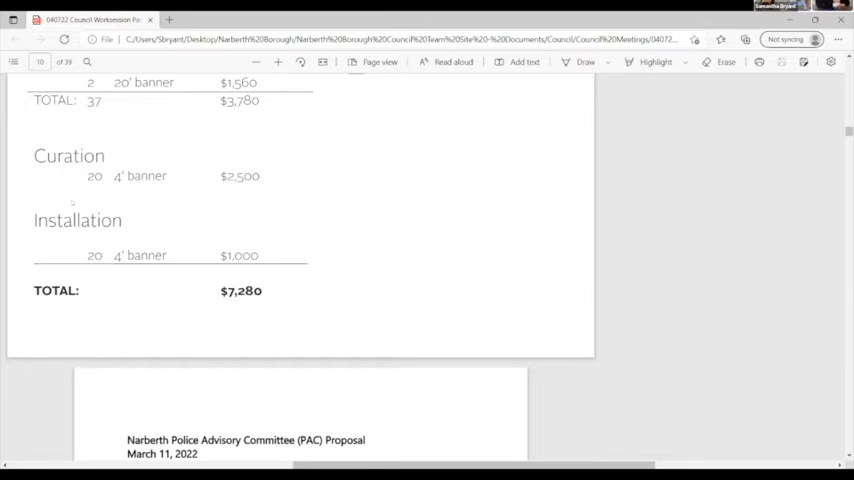 Samantha Bryant
040722 Council Worksession Pa
File
C:/Users/Sbryant/Desktop/Narberth%20Borough/Narberth%20Borough%20Council%20Team%20Site%20-%20Documents/Council/Council%20Meetings/04072...
Not syncing
10 of 39
Page view
Read aloud
Add text
Draw
Highlight
Erase
2 20' banner $1,560
TOTAL: 37 $3,780
Curation
20 4' banner $2,500
Installation
20 4' banner $1,000
TOTAL: $7,280
Narberth Police Advisory Committee (PAC) Proposal
March 11, 2022